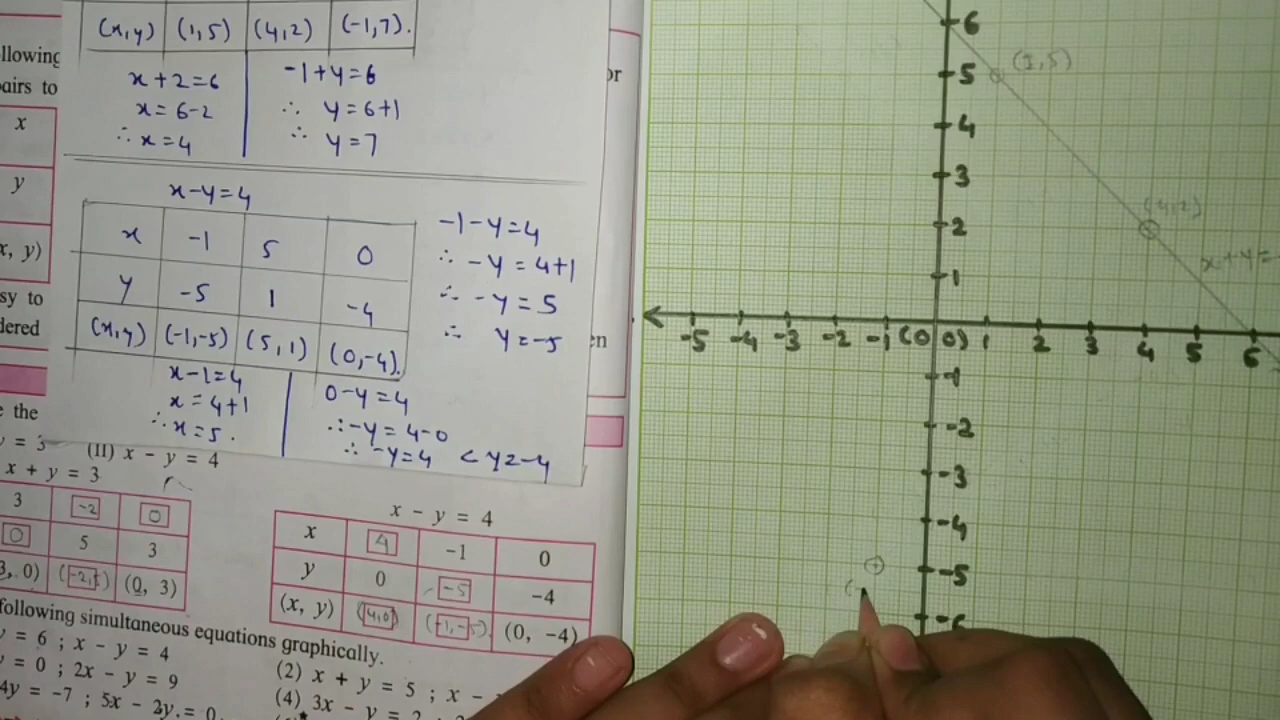 (x,y) (1,5) (4,2) (-1,7).
x+2=6
x=6-2
∴ x=4
-1+y=6
∴ y=6+1
∴ y=7
x-y=4
x -1 5 0
y -5 1 -4
(x,y) (-1,-5) (5,1) (0,-4).
x-1=4
x=4+1
∴ x=5.
0-y=4
∴ -y=4-0
∴ -y=4 < y=-4
-1-y=4
∴ -y=4+1
∴ -y=5
∴ y=-5
llowing
airs to
x
y
x, y)
sy to
dered
or
en
e the
y = 3 (II) x - y = 4
x + y = 3
3 -2 0
0 5 3
3, 0) (-2,5) (0, 3)
x - y = 4
x 4 -1 0
y 0 -5 -4
(x, y) (4,0) (-1,-5). (0, -4)
following simultaneous equations graphically.
y = 6 ; x - y = 4
y = 0 ; 2x - y = 9
4y = -7 ; 5x - 2y = 0
(2) x + y = 5 ; x -
(4) 3x - y = 2 ;
6
5 (1,5)
4
3
(4,2)
2
x+y=
1
-5 -4 -3 -2 -1 (0 0) 1 2 3 4 5 6
-1
-2
-3
-4
-5
-6